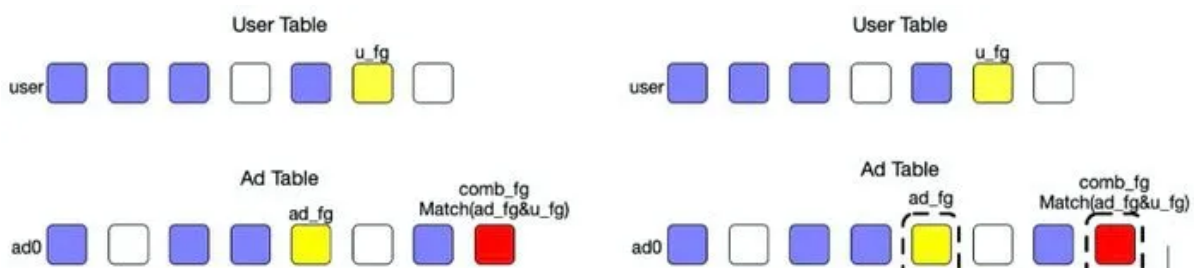 User Table
u_fg
user
Ad Table
ad_fg
comb_fg
Match(ad_fg&u_fg)
ad0
User Table
u_fg
user
Ad Table
ad_fg
comb_fg
Match(ad_fg&u_fg)
ad0